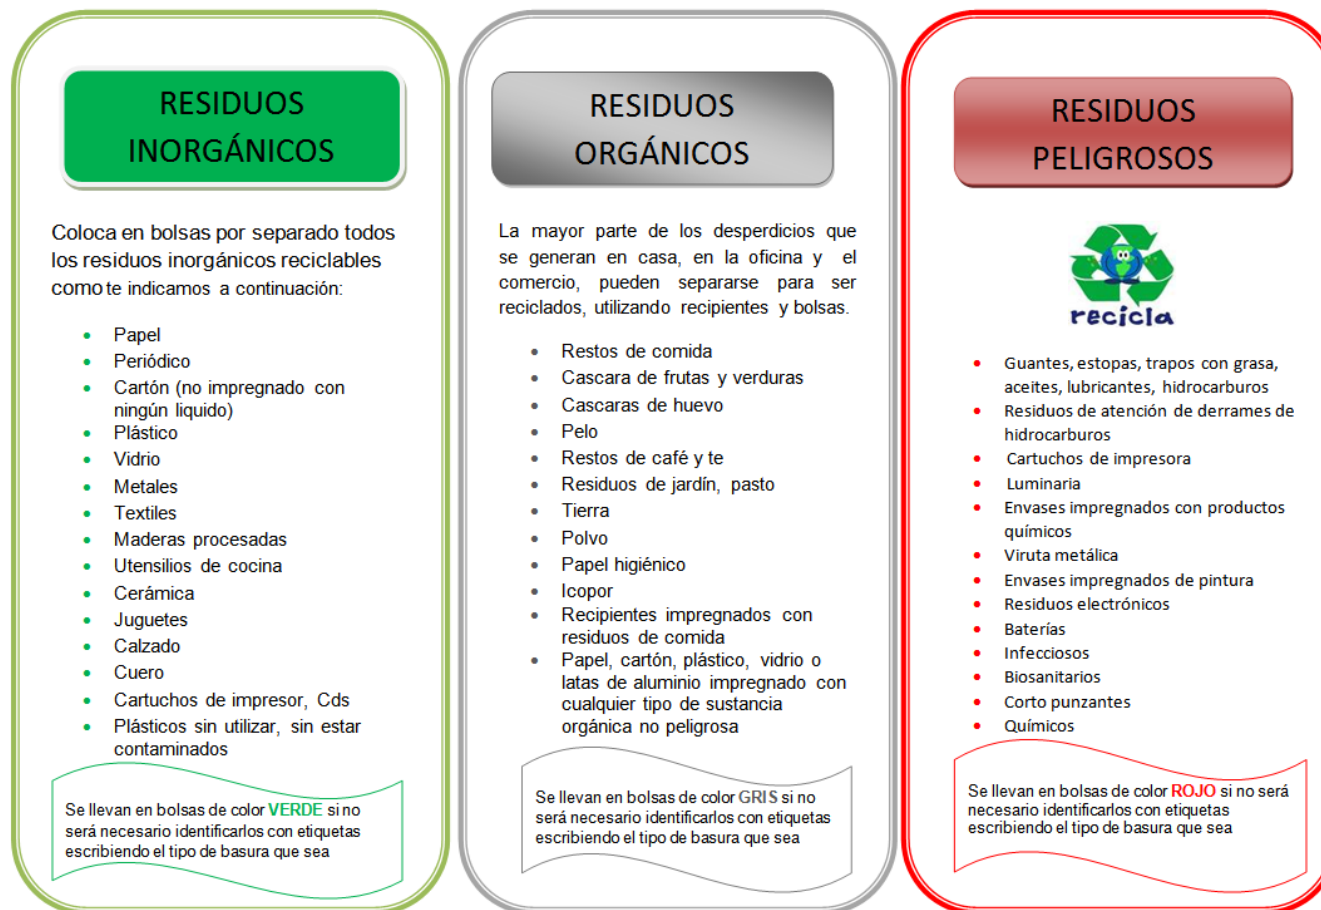 RESIDUOS
INORGÁNICOS
Coloca en bolsas por separado todos
los residuos inorgánicos reciclables
como te indicamos a continuación:
Papel
Periódico
Cartón (no impregnado con
ningún liquido)
Plástico
Vidrio
Metales
Textiles
Maderas procesadas
Utensilios de cocina
Cerámica
Juguetes
Calzado
Cuero
Cartuchos de impresor, Cds
Plásticos sin utilizar, sin estar
contaminados
Se llevan en bolsas de color VERDE si no
será necesario identificarlos con etiquetas
escribiendo el tipo de basura que sea
RESIDUOS
ORGÁNICOS
La mayor parte de los desperdicios que
se generan en casa, en la oficina y el
comercio, pueden separarse para ser
reciclados, utilizando recipientes y bolsas.
Restos de comida
Cascara de frutas y verduras
Cascaras de huevo
Pelo
Restos de café y te
Residuos de jardín, pasto
Tierra
Polvo
Papel higiénico
Icopor
Recipientes impregnados con
residuos de comida
Papel, cartón, plástico, vidrio o
latas de aluminio impregnado con
cualquier tipo de sustancia
orgánica no peligrosa
Se llevan en bolsas de color GRIS si no
será necesario identificarlos con etiquetas
escribiendo el tipo de basura que sea
RESIDUOS
PELIGROSOS
recicla
Guantes, estopas, trapos con grasa,
aceites, lubricantes, hidrocarburos
Residuos de atención de derrames de
hidrocarburos
Cartuchos de impresora
Luminaria
Envases impregnados con productos
químicos
Viruta metálica
Envases impregnados de pintura
Residuos electrónicos
Baterías
Infecciosos
Biosanitarios
Corto punzantes
Químicos
Se llevan en bolsas de color ROJO si no será
necesario identificarlos con etiquetas
escribiendo el tipo de basura que sea